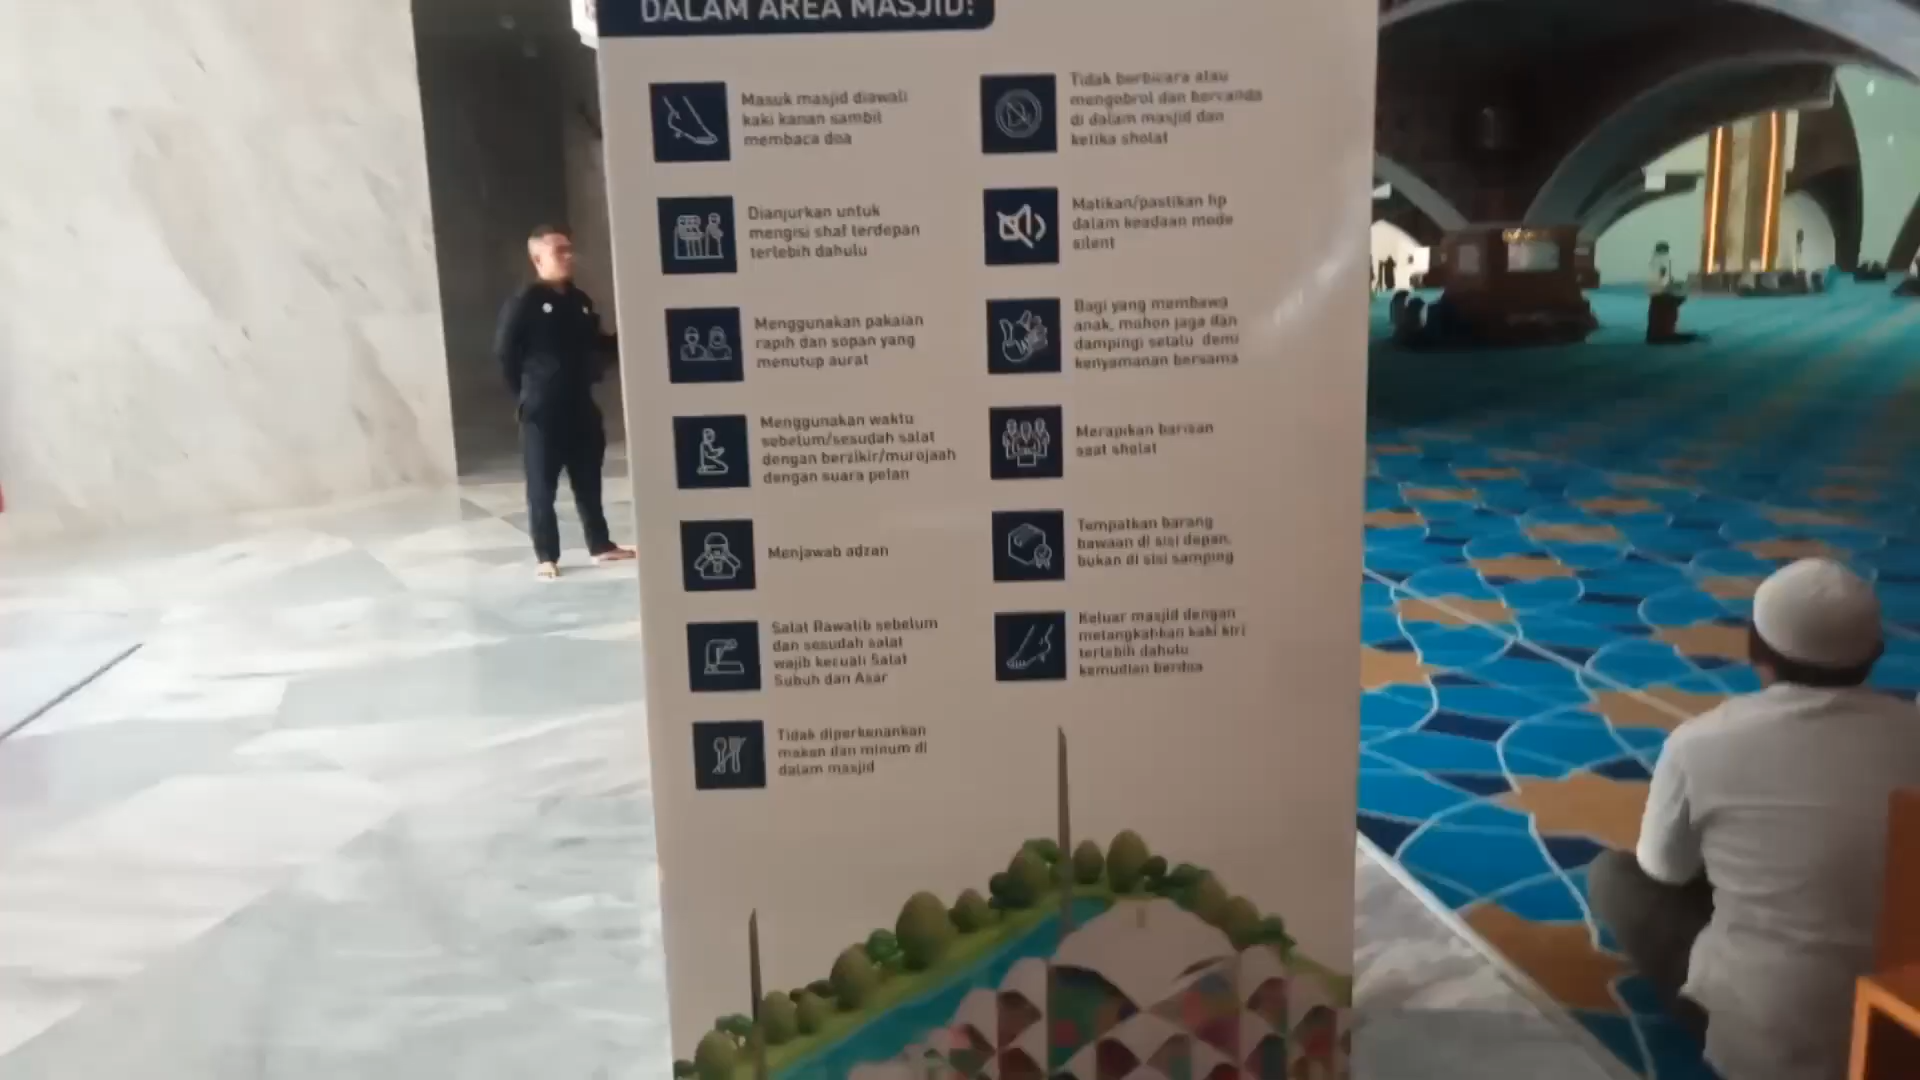 DALAM AREA MASJID:
Masuk masjid diawali
kaki kanan sambil
membaca doa
Dianjurkan untuk
mengisi shaf terdepan
terlebih dahulu
Menggunakan pakaian
rapih dan sopan yang
menutup aurat
Menggunakan waktu
sebelum/sesudah salat
dengan berzikir/murojaah
dengan suara pelan
Menjawab adzan
Salat Rawatib sebelum
dan sesudah salat
wajib kecuali Salat
Subuh dan Asar
Tidak diperkenankan
makan dan minum di
dalam masjid
Tidak berbicara atau
mengobrol dan bercanda
di dalam masjid dan
ketika sholat
Matikan/pastikan hp
dalam keadaan mode
silent
Bagi yang membawa
anak, mohon jaga dan
dampingi selalu demi
kenyamanan bersama
Merapikan barisan
saat sholat
Tempatkan barang
bawaan di sisi depan,
bukan di sisi samping
Keluar masjid dengan
melangkahkan kaki kiri
terlebih dahulu
kemudian berdoa